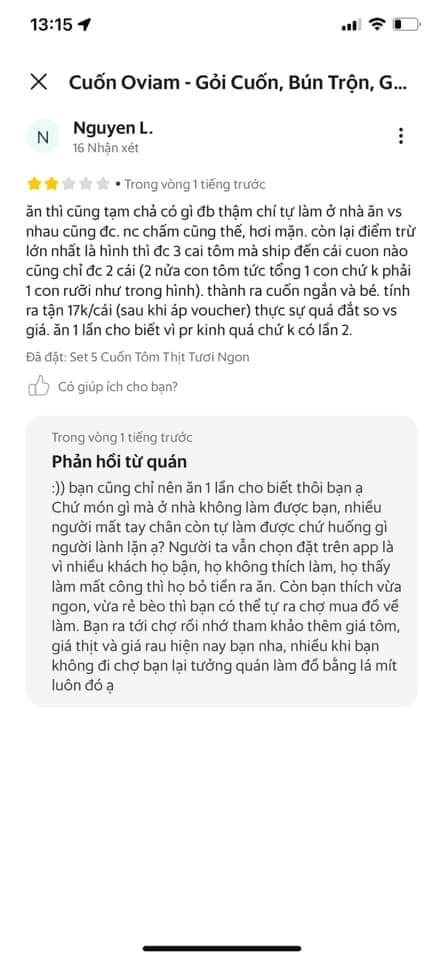 13:15
Cuốn Oviam - Gỏi Cuốn, Bún Trộn, G...
N
Nguyen L.
16 Nhận xét
• Trong vòng 1 tiếng trước
ăn thì cũng tạm chả có gì đb thậm chí tự làm ở nhà ăn vs
nhau cũng đc. nc chấm cũng thế, hơi mặn. còn lại điểm trừ
lớn nhất là hình thì đc 3 cai tôm mà ship đến cái cuon nào
cũng chỉ đc 2 cái (2 nửa con tôm tức tổng 1 con chứ k phải
1 con rưỡi như trong hình). thành ra cuốn ngắn và bé. tính
ra tận 17k/cái (sau khi áp voucher) thực sự quá đắt so vs
giá. ăn 1 lần cho biết vì pr kinh quá chứ k có lần 2.
Đã đặt: Set 5 Cuốn Tôm Thịt Tươi Ngon
Có giúp ích cho bạn?
Trong vòng 1 tiếng trước
Phản hồi từ quán
:)) bạn cũng chỉ nên ăn 1 lần cho biết thôi bạn ạ
Chứ món gì mà ở nhà không làm được bạn, nhiều
người mất tay chân còn tự làm được chứ huống gì
người lành lặn ạ? Người ta vẫn chọn đặt trên app là
vì nhiều khách họ bận, họ không thích làm, họ thấy
làm mất công thì họ bỏ tiền ra ăn. Còn bạn thích vừa
ngon, vừa rẻ bèo thì bạn có thể tự ra chợ mua đồ về
làm. Bạn ra tới chợ rồi nhớ tham khảo thêm giá tôm,
giá thịt và giá rau hiện nay bạn nha, nhiều khi bạn
không đi chợ bạn lại tưởng quán làm đồ bằng lá mít
luôn đó ạ